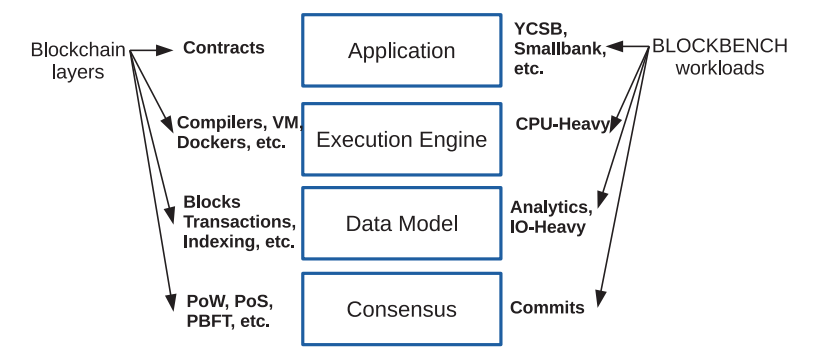 Blockchain
layers
Contracts
Application
YCSB,
Smallbank,
etc.
BLOCKBENCH
workloads
Compilers, VM,
Dockers, etc.
Execution Engine
CPU-Heavy
Blocks
Transactions,
Indexing, etc.
Data Model
Analytics,
IO-Heavy
PoW, PoS,
PBFT, etc.
Consensus
Commits